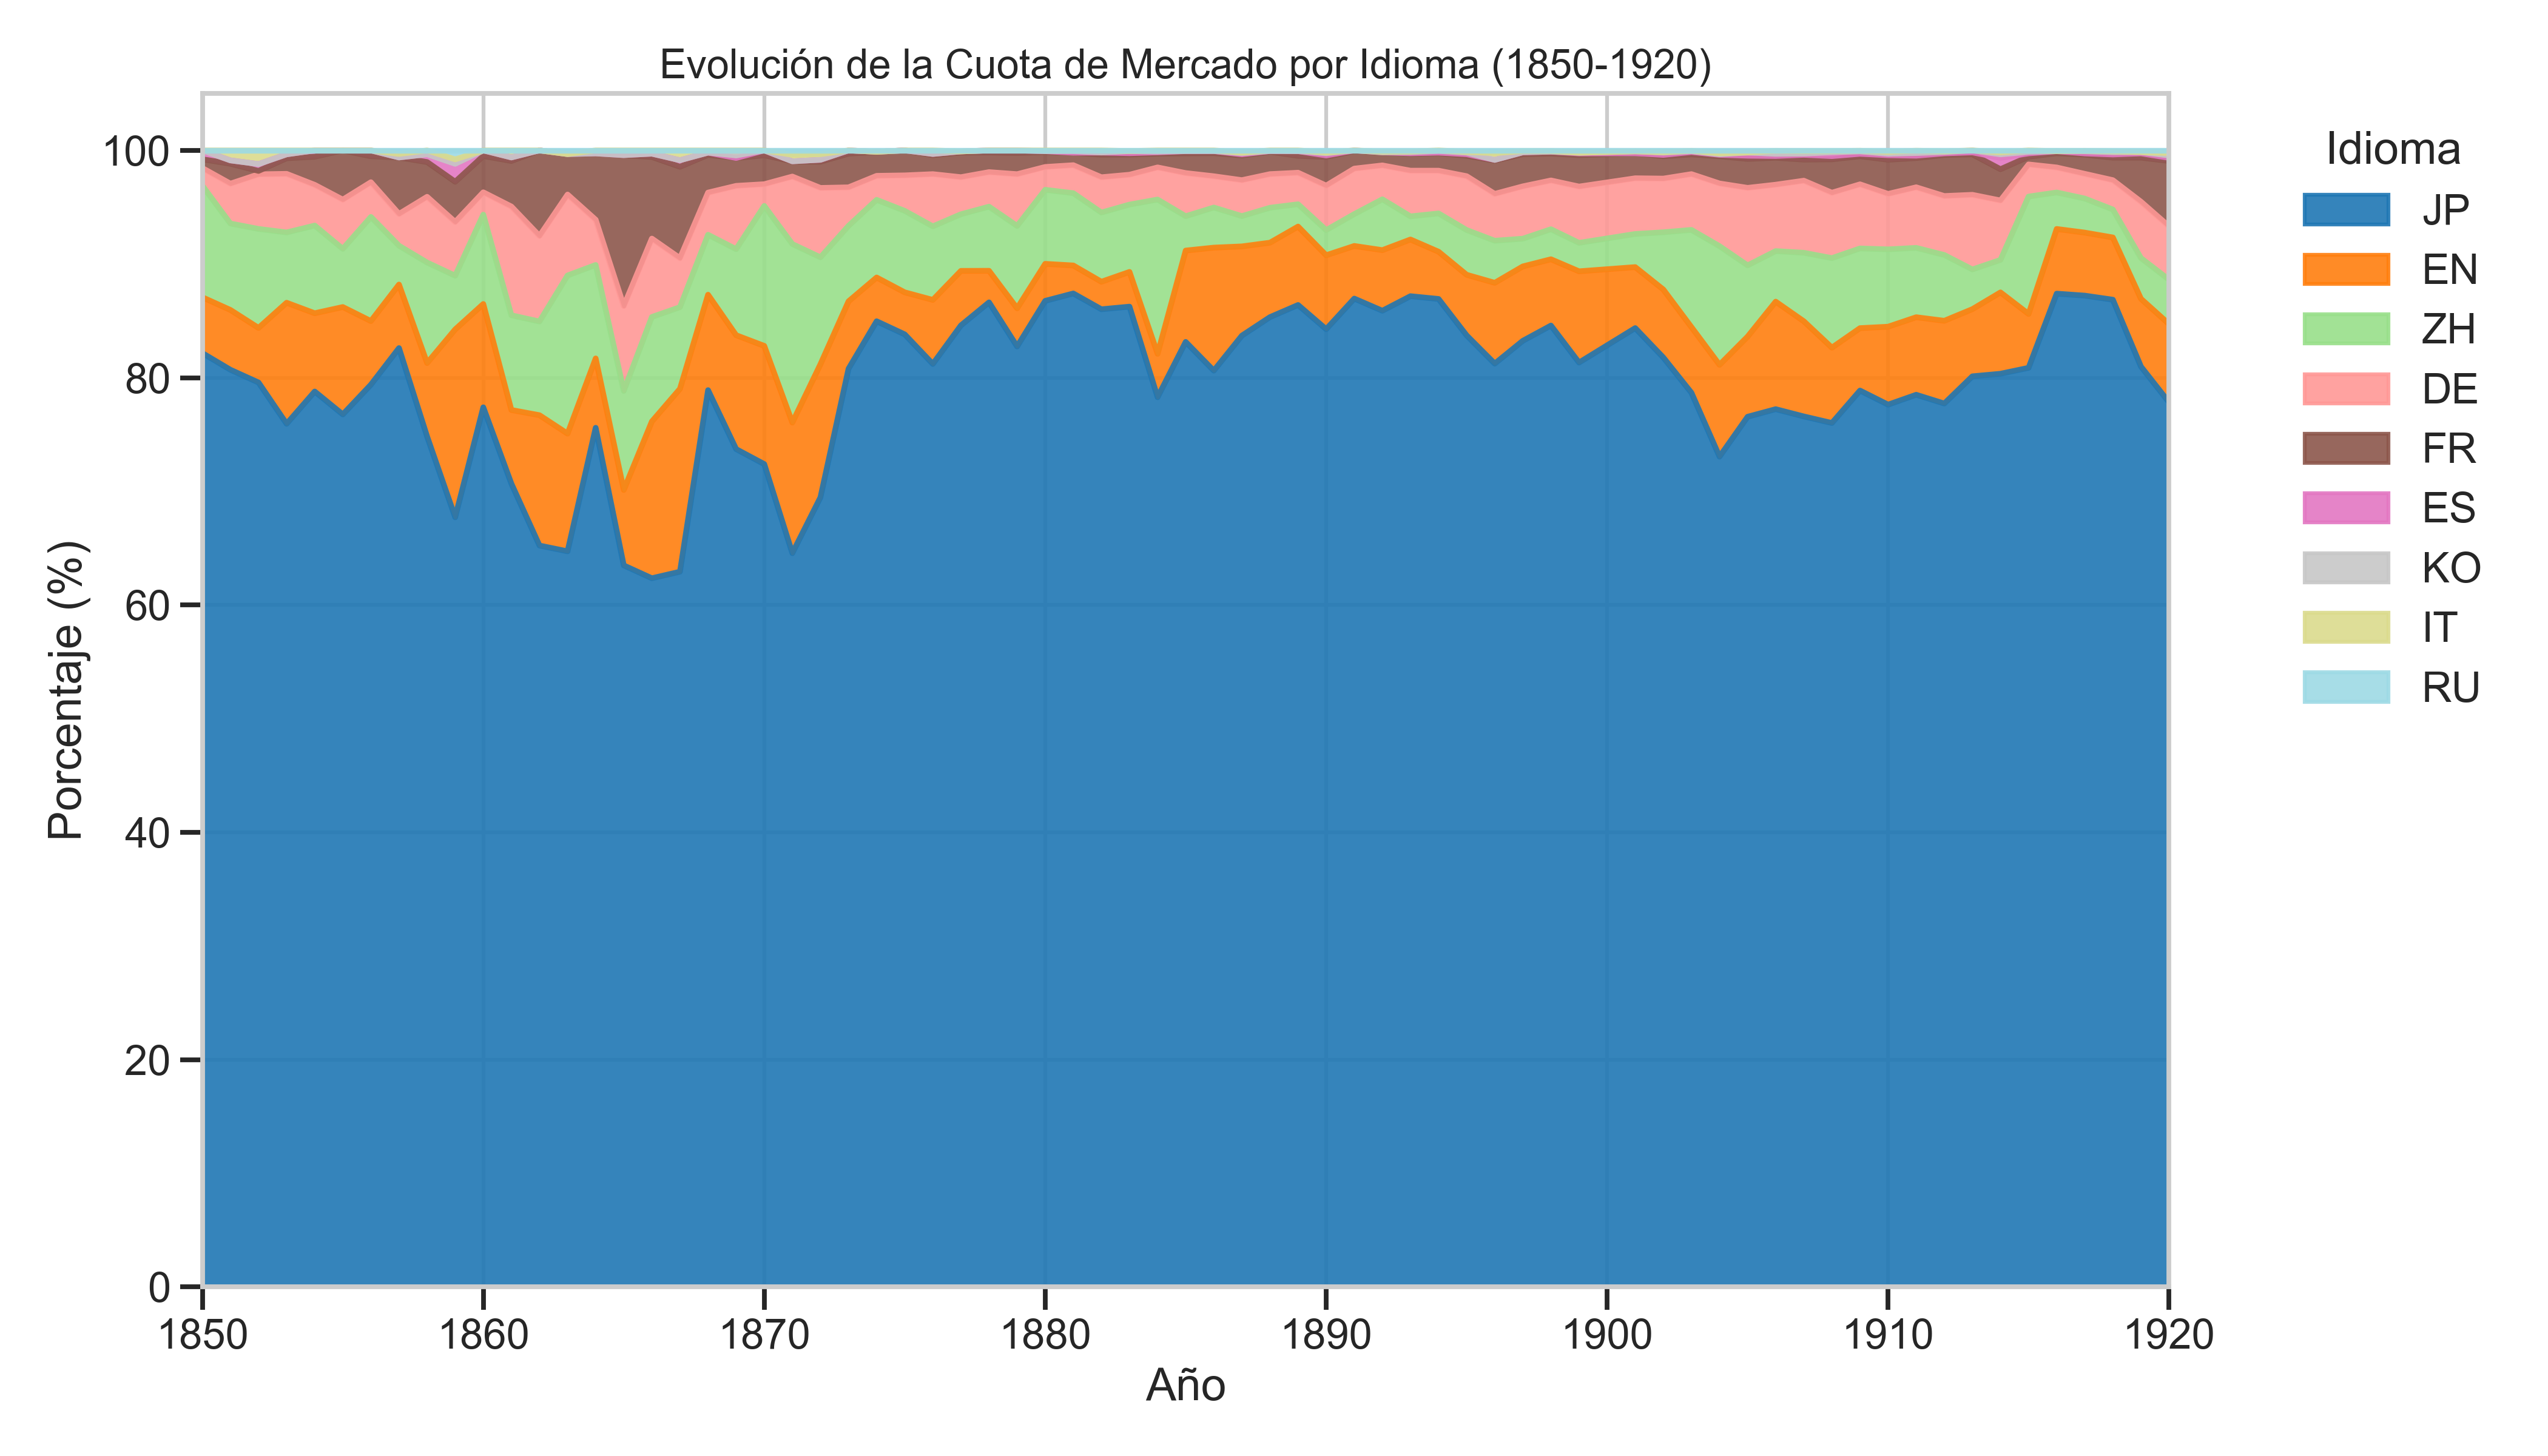 Evolución de la Cuota de Mercado por Idioma (1850-1920)
Idioma
JP
EN
ZH
DE
FR
ES
KO
IT
RU
Porcentaje (%)
100
80
60
40
20
0
1850 1860 1870 1880 1890 1900 1910 1920
Año